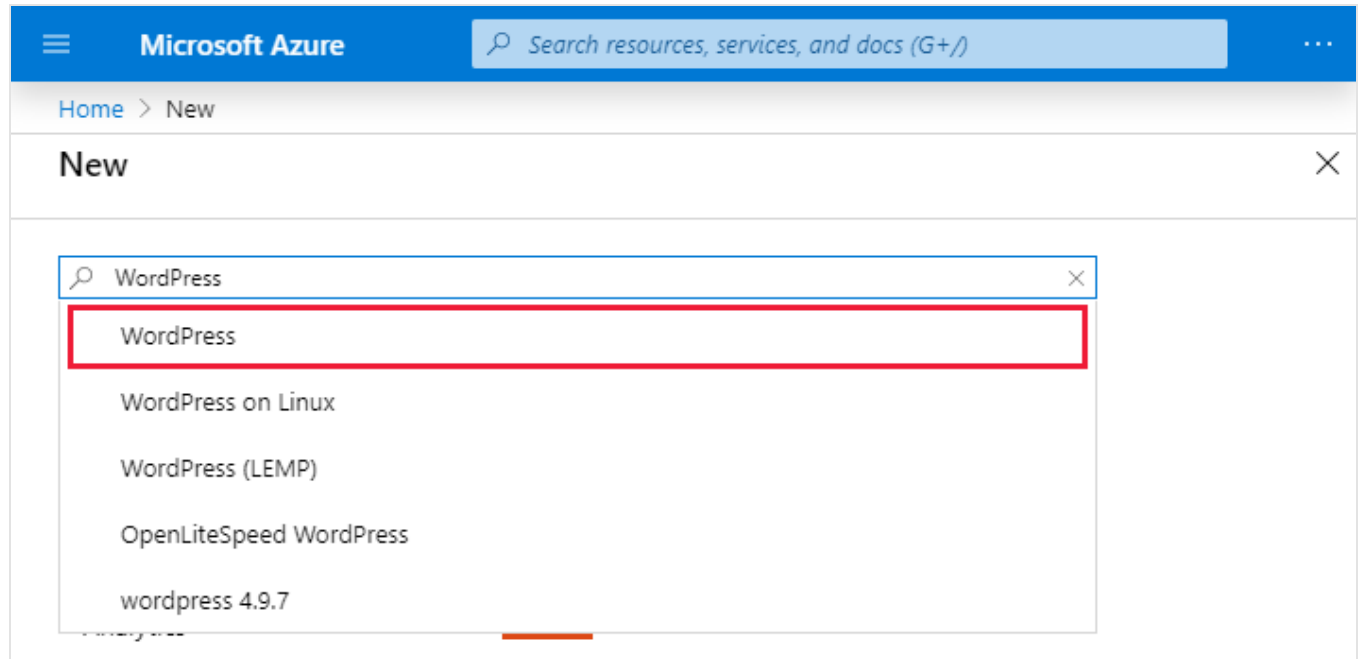 Microsoft Azure Search resources, services, and docs (G+/) ...
Home > New
New
WordPress
WordPress
WordPress on Linux
WordPress (LEMP)
OpenLiteSpeed WordPress
wordpress 4.9.7